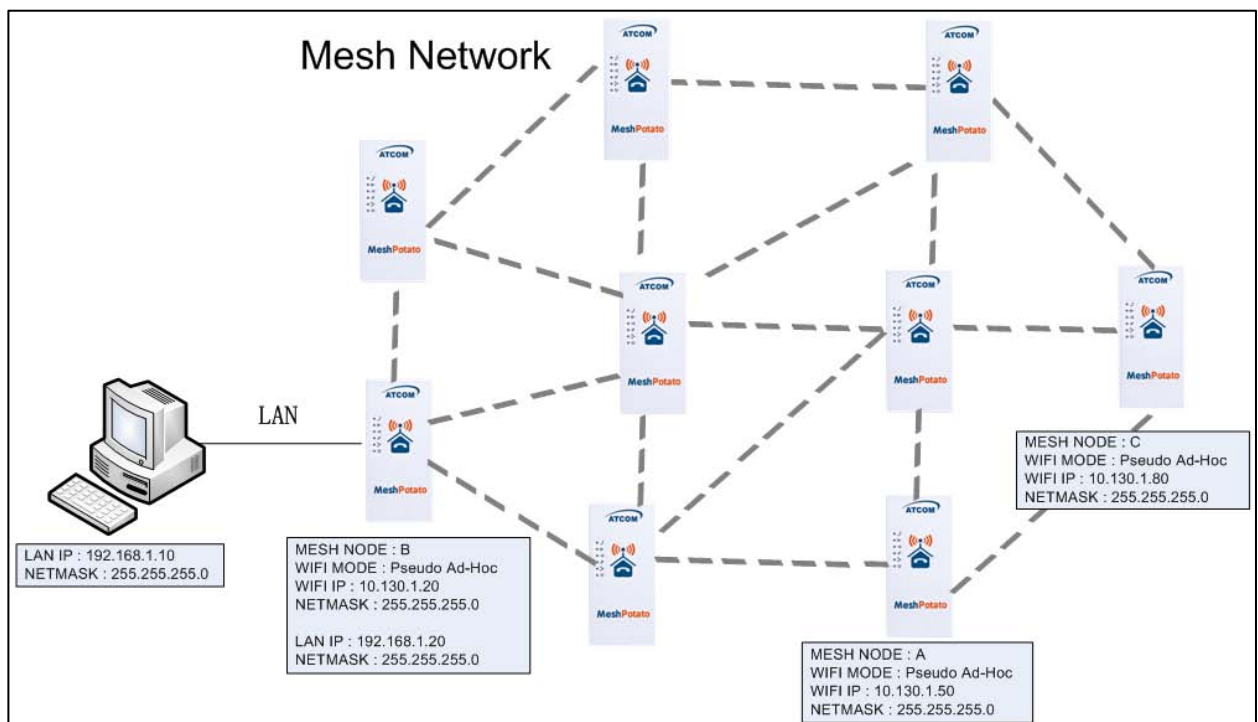 Mesh Network
ATCOM
MeshPotato
ATCOM
MeshPotato
ATCOM
MeshPotato
ATCOM
MeshPotato
ATCOM
MeshPotato
ATCOM
MeshPotato
ATCOM
MeshPotato
LAN
ATCOM
MeshPotato
ATCOM
MeshPotato
LAN IP : 192.168.1.10
NETMASK : 255.255.255.0
MESH NODE : B
WIFI MODE : Pseudo Ad-Hoc
WIFI IP : 10.130.1.20
NETMASK : 255.255.255.0
LAN IP : 192.168.1.20
NETMASK : 255.255.255.0
MESH NODE : C
WIFI MODE : Pseudo Ad-Hoc
WIFI IP : 10.130.1.80
NETMASK : 255.255.255.0
MESH NODE : A
WIFI MODE : Pseudo Ad-Hoc
WIFI IP : 10.130.1.50
NETMASK : 255.255.255.0